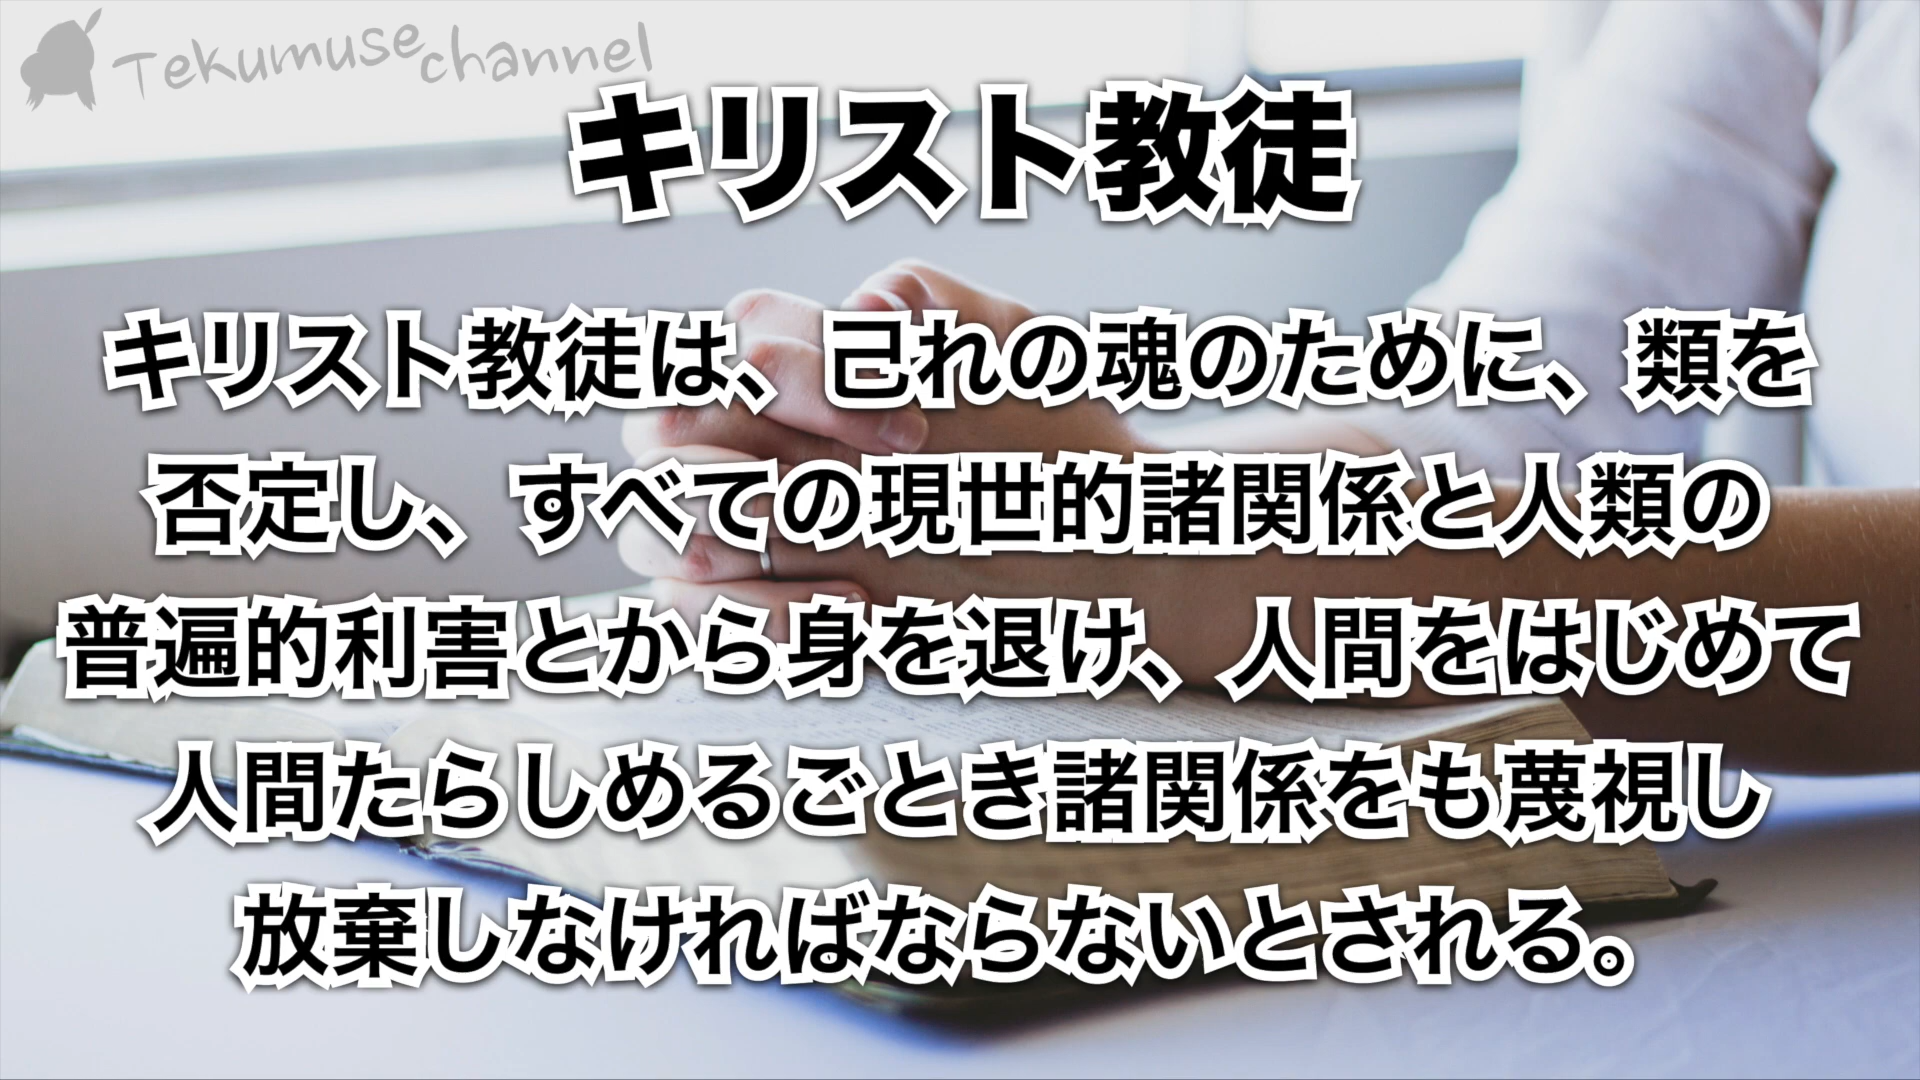 Tekumuse channel
キリスト教徒
キリスト教徒は、己れの魂のために、類を
否定し、すべての現世的諸関係と人類の
普遍的利害とから身を退け、人間をはじめて
人間たらしめるごとき諸関係をも蔑視し
放棄しなければならないとされる。